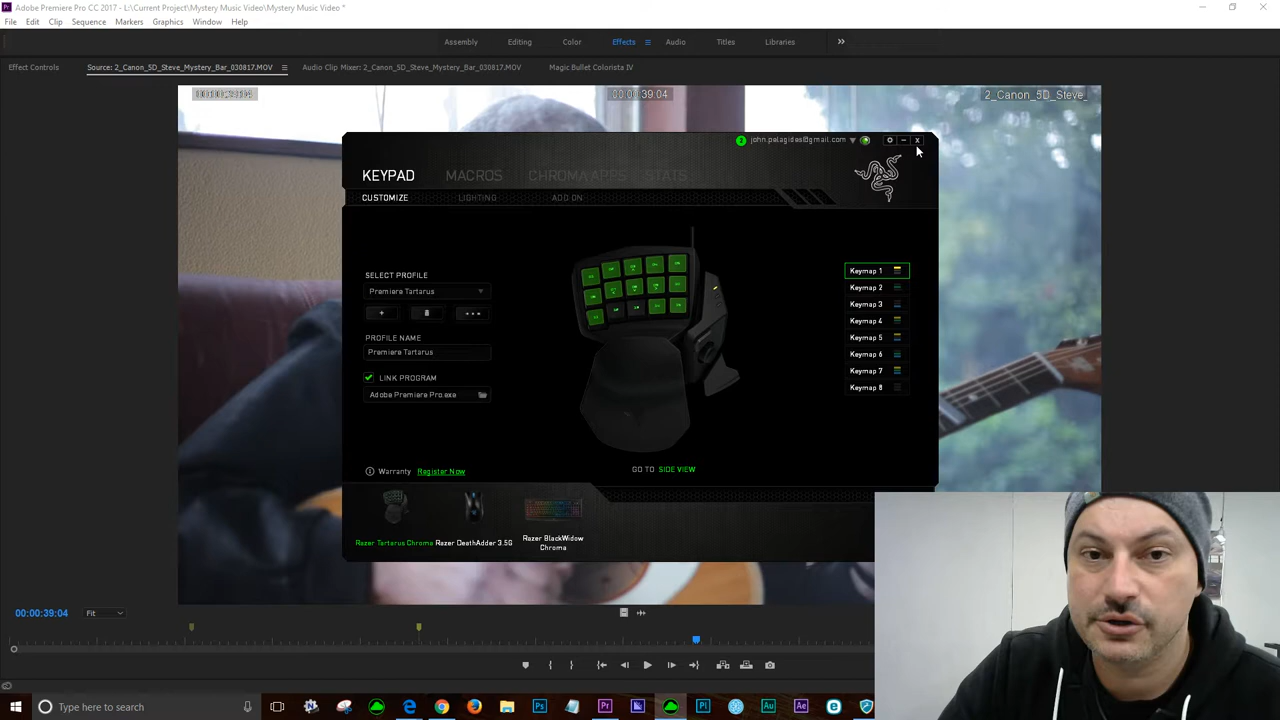 Adobe Premiere Pro CC 2017 - L:\Current Project\Mystery Music Video\Mystery Music Video *
File Edit Clip Sequence Markers Graphics Window Help
Assembly Editing Color Effects Audio Titles Libraries
Effect Controls Source: 2_Canon_5D_Steve_Mystery_Bar_030817.MOV Audio Clip Mixer: 2_Canon_5D_Steve_Mystery_Bar_030817.MOV Magic Bullet Colorista IV
00:00:39:04 2_Canon_5D_Steve_
john.pelagides@gmail.com
KEYPAD MACROS CHROMA APPS STATS
CUSTOMIZE LIGHTING ADD ON
SELECT PROFILE
Premiere Tartarus
PROFILE NAME
Premiere Tartarus
LINK PROGRAM
Adobe Premiere Pro.exe
Keymap 1
Keymap 2
Keymap 3
Keymap 4
Keymap 5
Keymap 6
Keymap 7
Keymap 8
Warranty Register Now
GO TO SIDE VIEW
Razer Tartarus Chroma Razer DeathAdder 3.5G Razer BlackWidow
Chroma
00:00:39:04 Fit
Type here to search